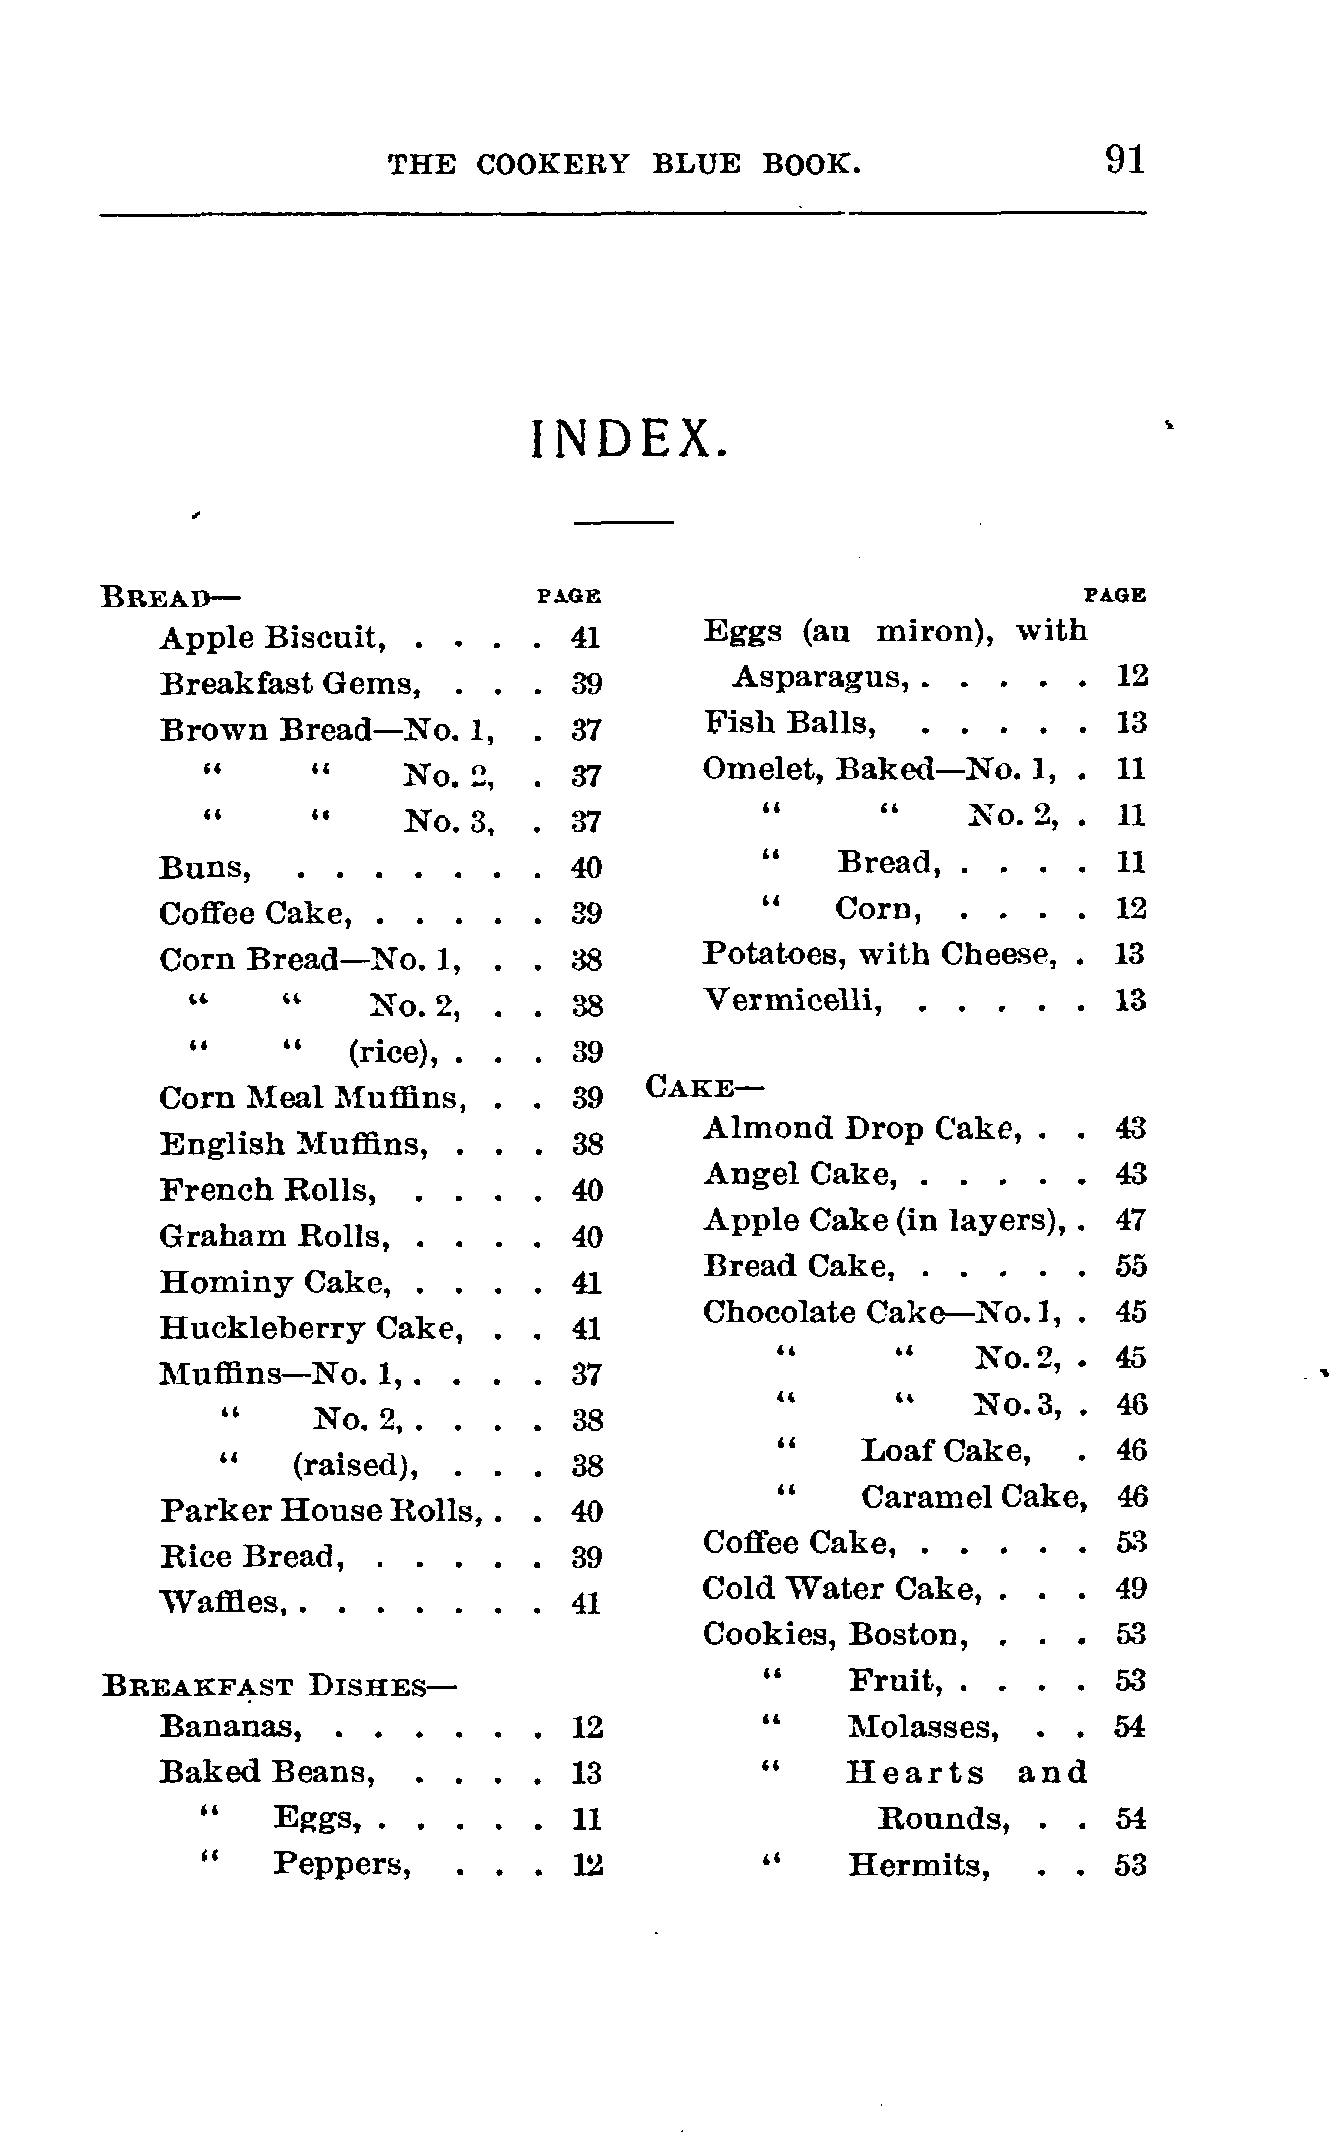 THE COOKERY BLUE BOOK. 91
INDEX.
BREAD— PAGE
Apple Biscuit, . . . . 41
Breakfast Gems, . . . 39
Brown Bread—No. 1, . 37
“ “ No. 2, . 37
“ “ No. 3, . 37
Buns, . . . . . . . 40
Coffee Cake, . . . . . 39
Corn Bread—No. 1, . . 38
“ “ No. 2, . . 38
“ “ (rice), . . . 39
Corn Meal Muffins, . . 39
English Muffins, . . . 38
French Rolls, . . . . 40
Graham Rolls, . . . . 40
Hominy Cake, . . . . 41
Huckleberry Cake, . . 41
Muffins—No. 1, . . . . 37
“ No. 2, . . . . 38
“ (raised), . . . 38
Parker House Rolls, . . 40
Rice Bread, . . . . . 39
Waffles, . . . . . . . 41
BREAKFAST DISHES—
Bananas, . . . . . . 12
Baked Beans, . . . . 13
“ Eggs, . . . . . 11
“ Peppers, . . . 12
PAGE
Eggs (au miron), with
Asparagus, . . . . . 12
Fish Balls, . . . . . 13
Omelet, Baked—No. 1, . 11
“ “ No. 2, . 11
“ Bread, . . . . 11
“ Corn, . . . . 12
Potatoes, with Cheese, . 13
Vermicelli, . . . . . 13
CAKE—
Almond Drop Cake, . . 43
Angel Cake, . . . . . 43
Apple Cake (in layers), . 47
Bread Cake, . . . . . 55
Chocolate Cake—No. 1, . 45
“ “ No. 2, . 45
“ “ No. 3, . 46
“ Loaf Cake, . 46
“ Caramel Cake, 46
Coffee Cake, . . . . . 53
Cold Water Cake, . . . 49
Cookies, Boston, . . . 53
“ Fruit, . . . . 53
“ Molasses, . . 54
“ Hearts and
Rounds, . . 54
“ Hermits, . . 53